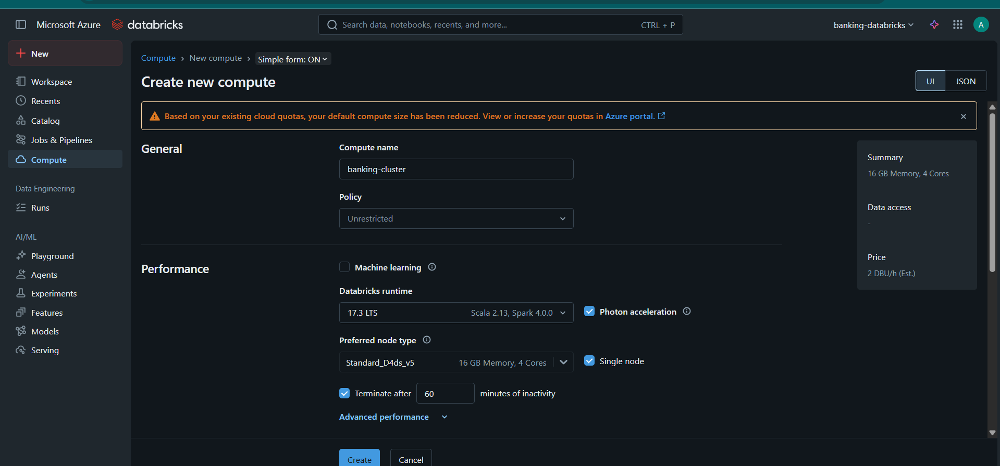 Microsoft Azure databricks
Search data, notebooks, recents, and more... CTRL + P
banking-databricks
A
New
Workspace
Recents
Catalog
Jobs & Pipelines
Compute
Data Engineering
Runs
AI/ML
Playground
Agents
Experiments
Features
Models
Serving
Compute › New compute › Simple form: ON
Create new compute
UI JSON
Based on your existing cloud quotas, your default compute size has been reduced. View or increase your quotas in Azure portal.
General
Compute name
banking-cluster
Policy
Unrestricted
Performance
Machine learning
Databricks runtime
17.3 LTS Scala 2.13, Spark 4.0.0
Photon acceleration
Preferred node type
Standard_D4ds_v5 16 GB Memory, 4 Cores
Single node
Terminate after 60 minutes of inactivity
Advanced performance
Create Cancel
Summary
16 GB Memory, 4 Cores
Data access
-
Price
2 DBU/h (Est.)